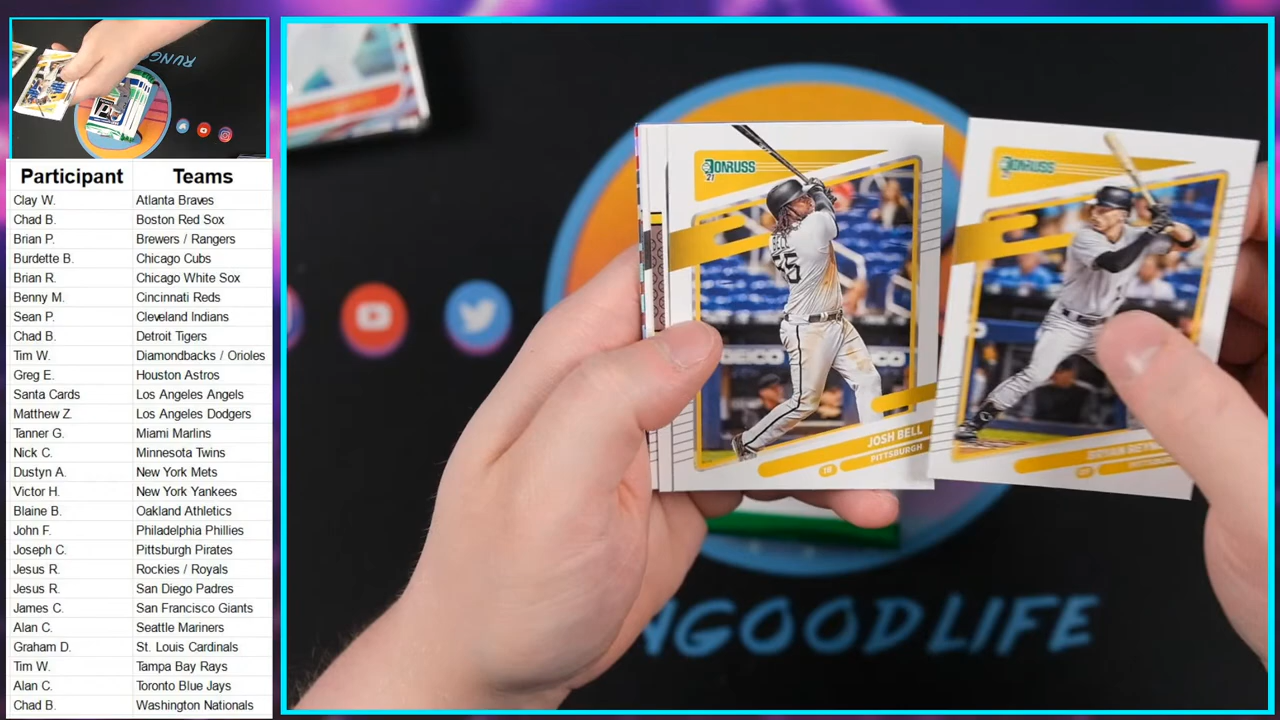 RUNGOODLIFE
Participant Teams
Clay W. Atlanta Braves
Chad B. Boston Red Sox
Brian P. Brewers / Rangers
Burdette B. Chicago Cubs
Brian R. Chicago White Sox
Benny M. Cincinnati Reds
Sean P. Cleveland Indians
Chad B. Detroit Tigers
Tim W. Diamondbacks / Orioles
Greg E. Houston Astros
Santa Cards Los Angeles Angels
Matthew Z. Los Angeles Dodgers
Tanner G. Miami Marlins
Nick C. Minnesota Twins
Dustyn A. New York Mets
Victor H. New York Yankees
Blaine B. Oakland Athletics
John F. Philadelphia Phillies
Joseph C. Pittsburgh Pirates
Jesus R. Rockies / Royals
Jesus R. San Diego Padres
James C. San Francisco Giants
Alan C. Seattle Mariners
Graham D. St. Louis Cardinals
Tim W. Tampa Bay Rays
Alan C. Toronto Blue Jays
Chad B. Washington Nationals
DONRUSS
21
GEICO
JOSH BELL
1B
PITTSBURGH
DONRUSS
BRYAN
NGOODLIFE